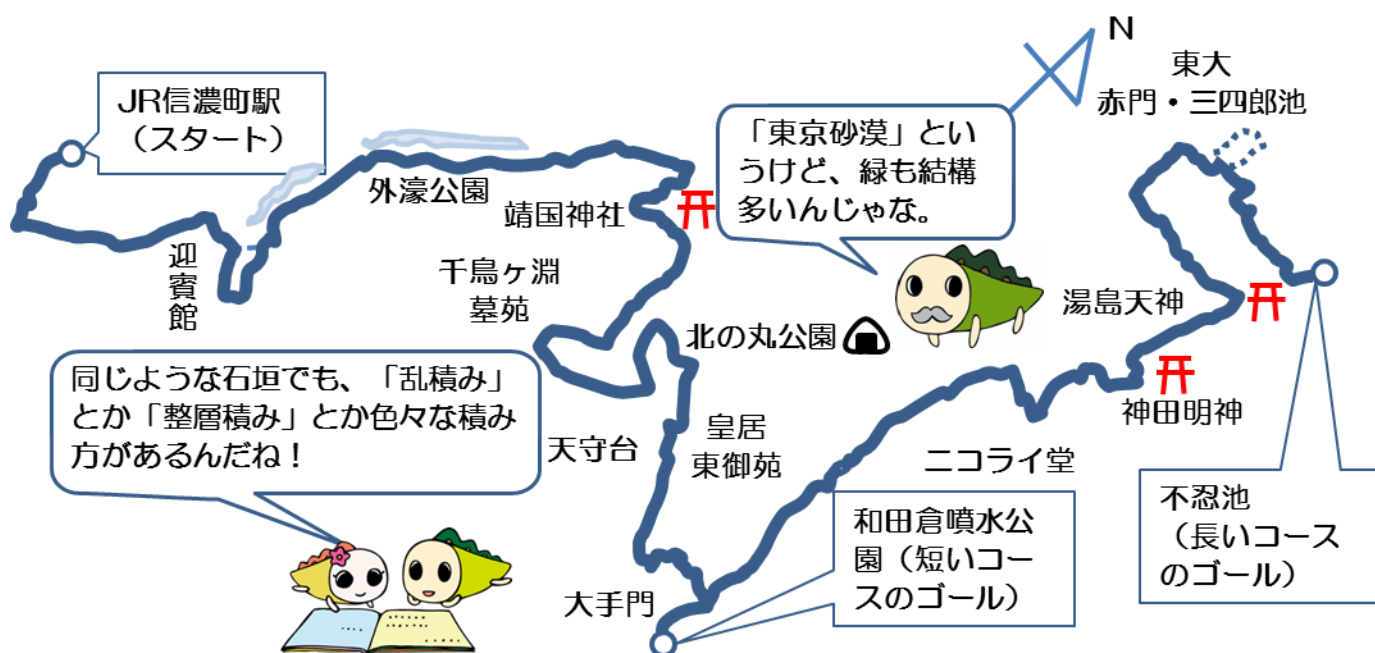 JR信濃町駅
（スタート）
迎賓館
外濠公園
靖国神社
千鳥ヶ淵
墓苑
「東京砂漠」とい
うけど、緑も結構
多いんじゃな。
N
東大
赤門・三四郎池
北の丸公園
湯島天神
神田明神
同じような石垣でも、「乱積み」
とか「整層積み」とか色々な積み
方があるんだね！
天守台
皇居
東御苑
ニコライ堂
大手門
和田倉噴水公
園（短いコー
スのゴール）
不忍池
（長いコース
のゴール）